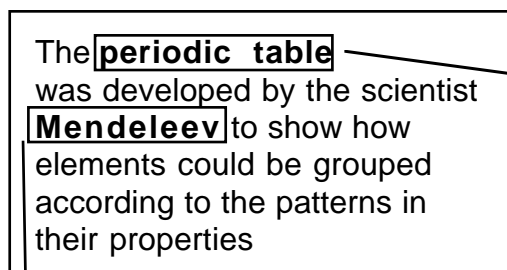 The periodic table
was developed by the scientist
Mendeleev to show how
elements could be grouped
according to the patterns in
their properties